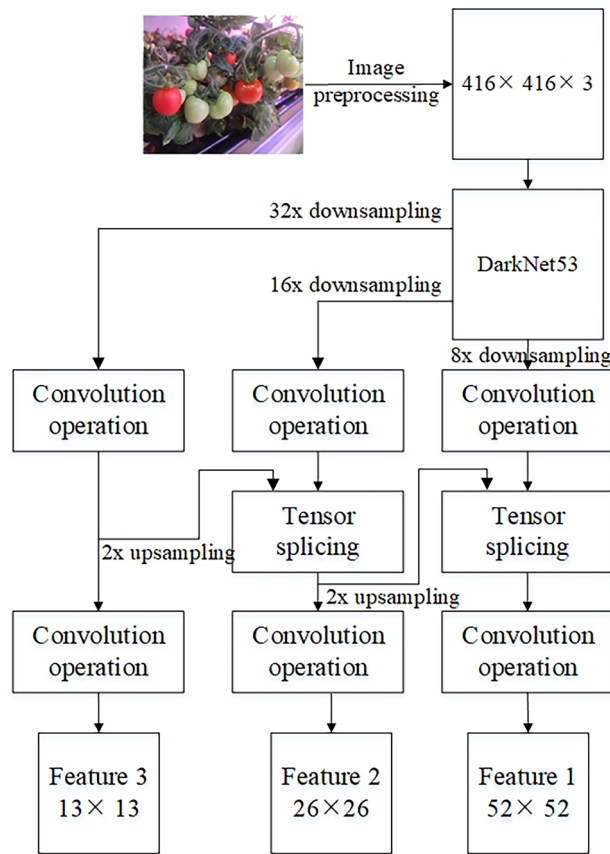 Image
preprocessing
416× 416× 3
32x downsampling
DarkNet53
16x downsampling
8x downsampling
Convolution
operation
Convolution
operation
Convolution
operation
Tensor
splicing
Tensor
splicing
2x upsampling
2x upsampling
Convolution
operation
Convolution
operation
Convolution
operation
Feature 3
13× 13
Feature 2
26×26
Feature 1
52× 52